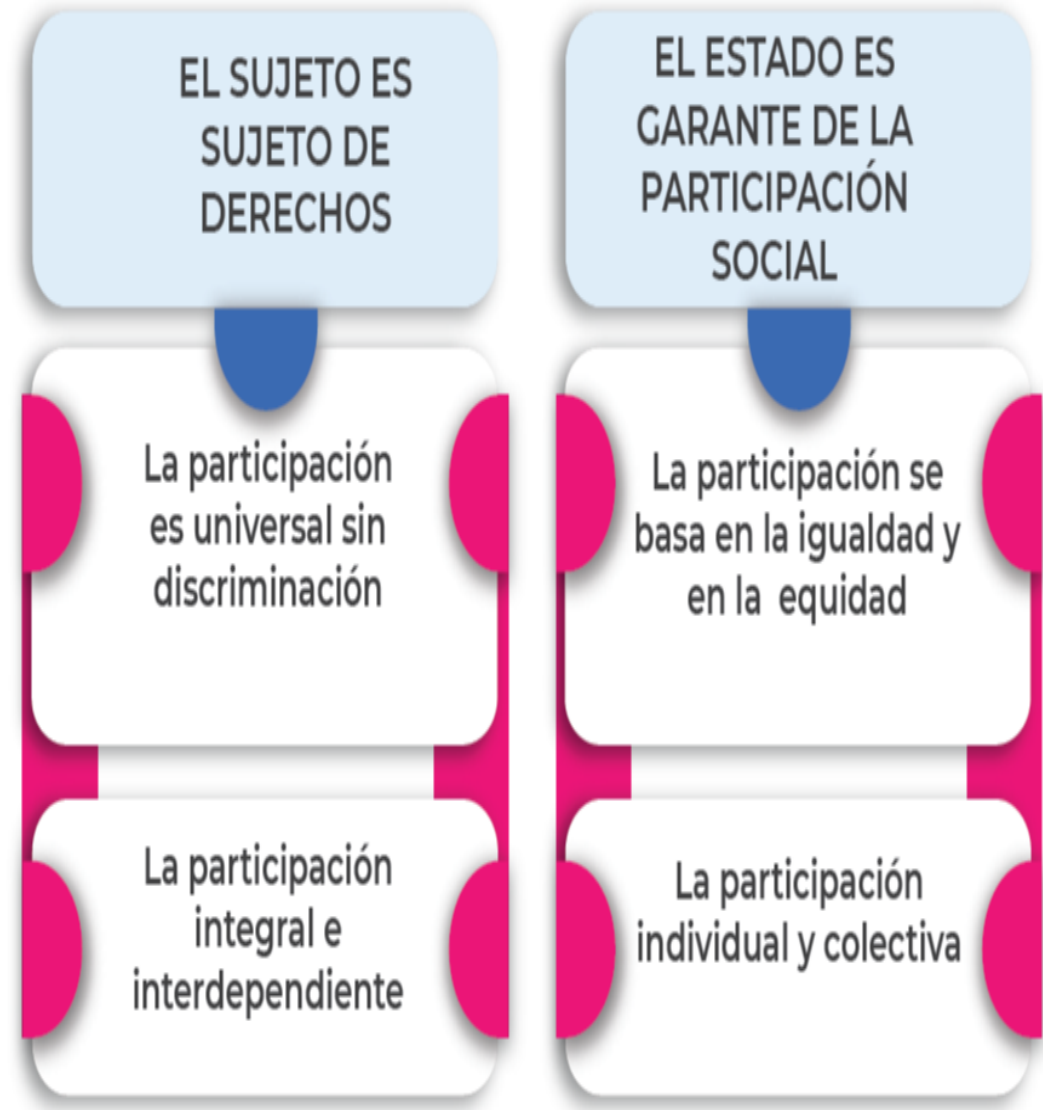 EL SUJETO ES
SUJETO DE
DERECHOS
La participación
es universal sin
discriminación
La participación
integral e
interdependiente
EL ESTADO ES
GARANTE DE LA
PARTICIPACIÓN
SOCIAL
La participación se
basa en la igualdad y
en la equidad
La participación
individual y colectiva